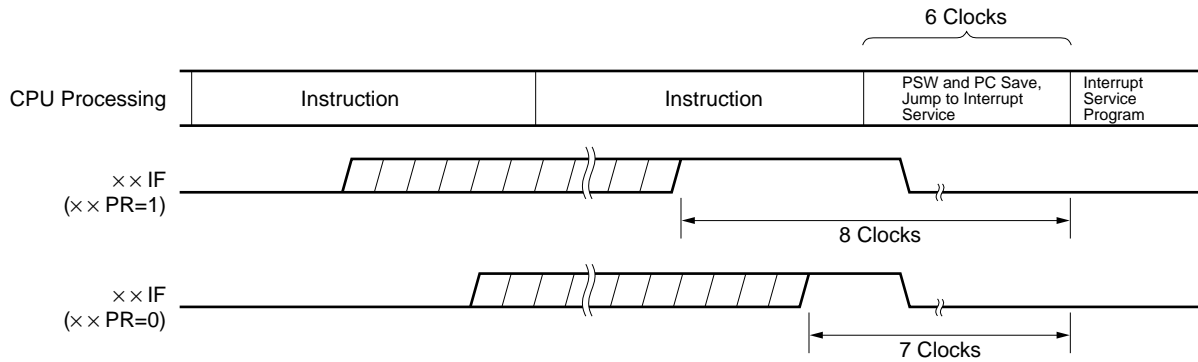 6 Clocks
CPU Processing
Instruction
Instruction
PSW and PC Save,
Jump to Interrupt
Service
Interrupt
Service
Program
×× IF
(×× PR=1)
8 Clocks
×× IF
(×× PR=0)
7 Clocks